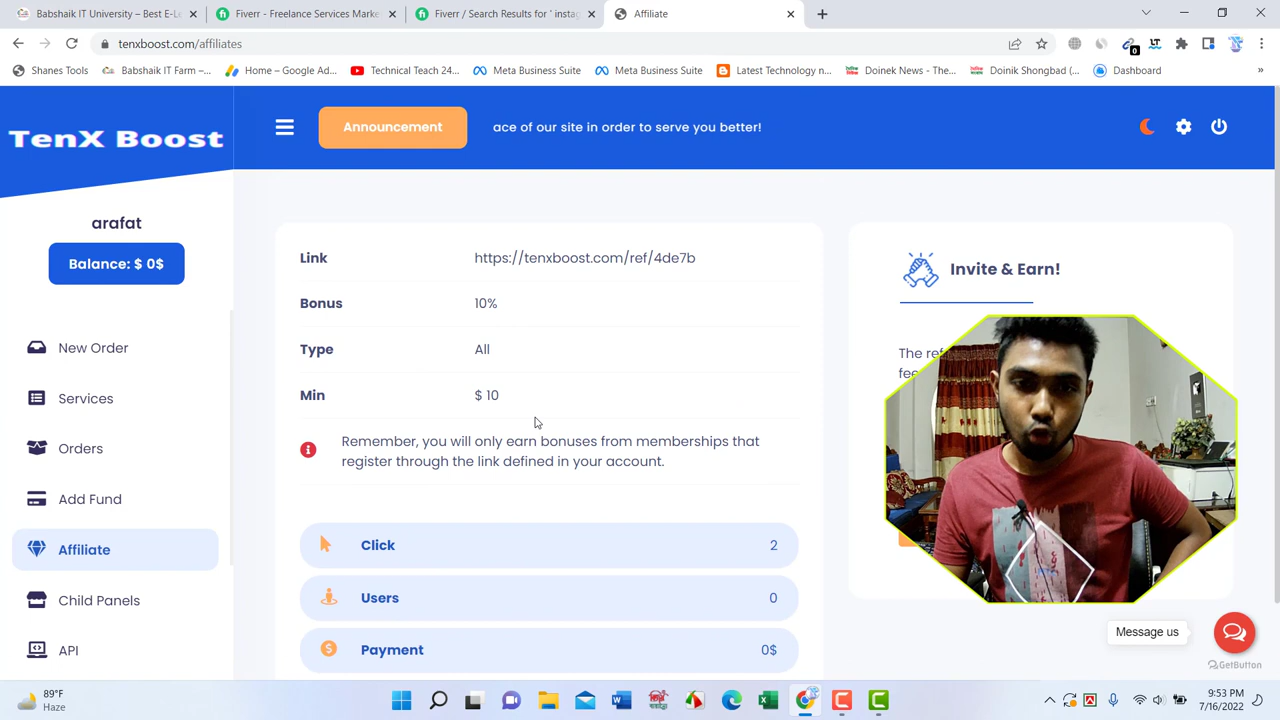 Babshaik IT University – Best E-Le
Fiverr - Freelance Services Marke
Fiverr / Search Results for ' instag
Affiliate
tenxboost.com/affiliates
Shanes Tools
Babshaik IT Farm –...
Home – Google Ad...
Technical Teach 24...
Meta Business Suite
Meta Business Suite
Latest Technology n...
Doinek News - The...
Doinik Shongbad (...
Dashboard
TenX Boost
Announcement
ace of our site in order to serve you better!
arafat
Balance: $ 0$
New Order
Services
Orders
Add Fund
Affiliate
Child Panels
API
Link https://tenxboost.com/ref/4de7b
Bonus 10%
Type All
Min $ 10
Remember, you will only earn bonuses from memberships that
register through the link defined in your account.
Click 2
Users 0
Payment 0$
Invite & Earn!
Message us
GetButton
89°F
Haze
9:53 PM
7/16/2022